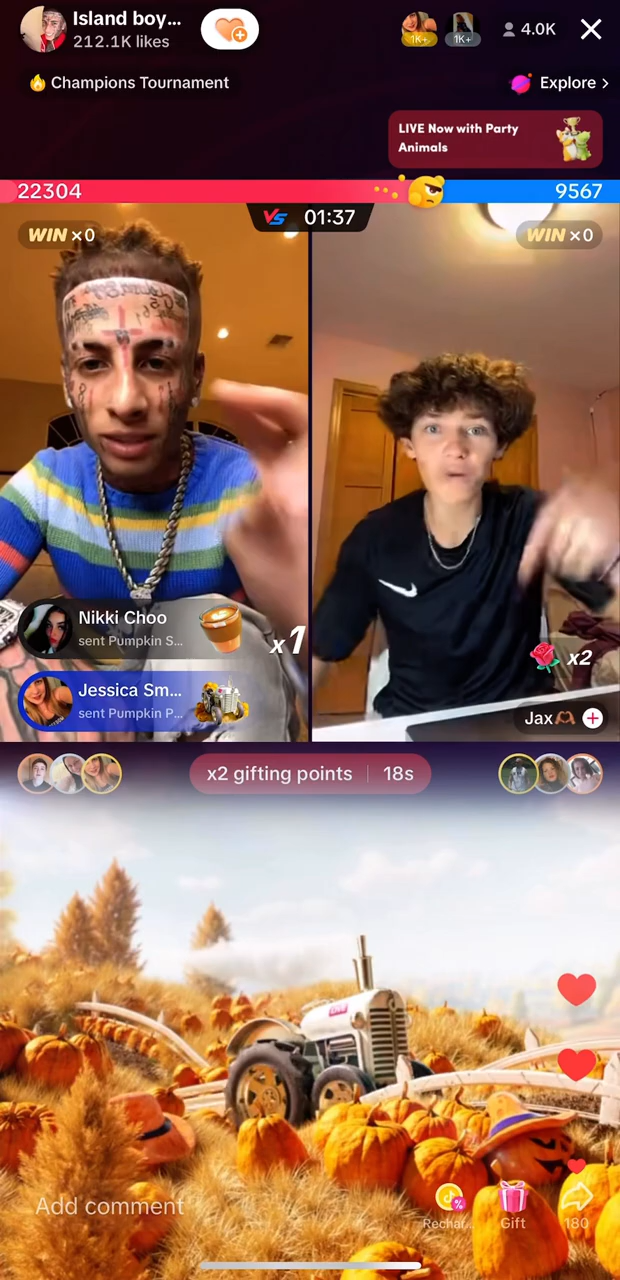 Island boy...
212.1K likes
1K+
1K+
4.0K
Champions Tournament
Explore >
LIVE Now with Party
Animals
22304
9567
VS 01:37
WIN ×0
WIN ×0
Nikki Choo
sent Pumpkin S...
x1
Jessica Sm...
sent Pumpkin P...
x2
Jax
x2 gifting points | 18s
Add comment
Rechar...
Gift
180